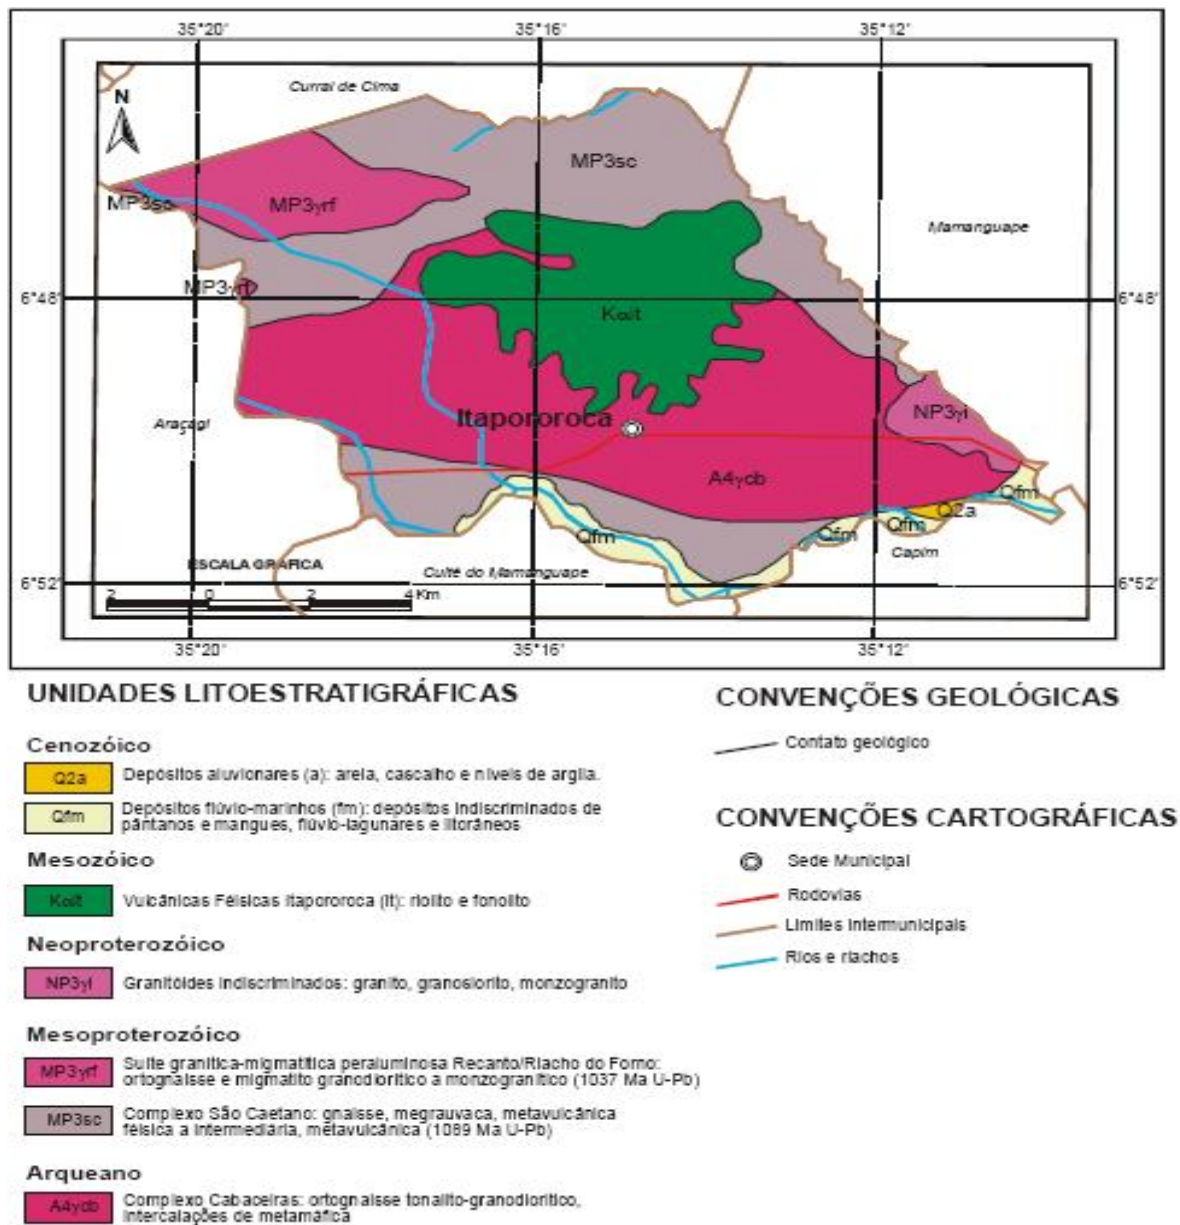 35°20'
35°16'
35°12'
Curral de Cima
N
MP3sc
MP3sc
MP3γrf
Mamanguape
MP3γrf
6°48'
6°48'
Kαit
Itapororoca
NP3γi
Araçagi
A4γcb
Qfm
Q2a
Qfm
Qfm
Qfm
Capim
ESCALA GRÁFICA
Cuité do Mamanguape
6°52'
6°52'
2 0 2 4 Km
35°20'
35°16'
35°12'
UNIDADES LITOESTRATIGRÁFICAS
Cenozóico
Q2a Depósitos aluvionares (a): areia, cascalho e níveis de argila.
Qfm Depósitos flúvio-marinhos (fm): depósitos indiscriminados de
pântanos e mangues, flúvio-lagunares e litorâneos
Mesozóico
Kαit Vulcânicas Félsicas Itapororoca (it): riolito e fonolito
Neoproterozóico
NP3γi Granitóides indiscriminados: granito, granosiorito, monzogranito
Mesoproterozóico
MP3γrf Suíte granítica-migmatítica peraluminosa Recanto/Riacho do Forno:
ortognaisse e migmatito granodiorítico a monzogranítico (1037 Ma U-Pb)
MP3sc Complexo São Caetano: gnaisse, megrauvaca, metavulcânica
félsica a intermediária, metavulcânica (1089 Ma U-Pb)
Arqueano
A4γcb Complexo Cabaceiras: ortognaisse tonalito-granodiorítico,
intercalações de metamáfica
CONVENÇÕES GEOLÓGICAS
Contato geológico
CONVENÇÕES CARTOGRÁFICAS
Sede Municipal
Rodovias
Limites Intermunicipais
Rios e riachos